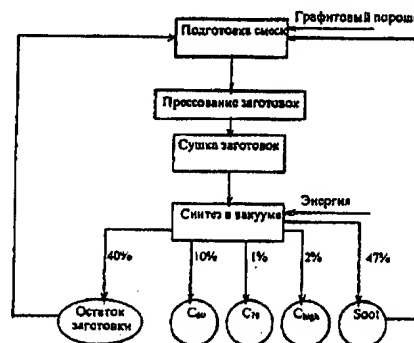 Графитовый порошо
Подготовка смеси
Прессование заготовок
Сушка заготовок
Энергия
Синтез в вакууме
40% 10% 1% 2% 47%
Остаток заготовки
C60 C70 Chigh Soot